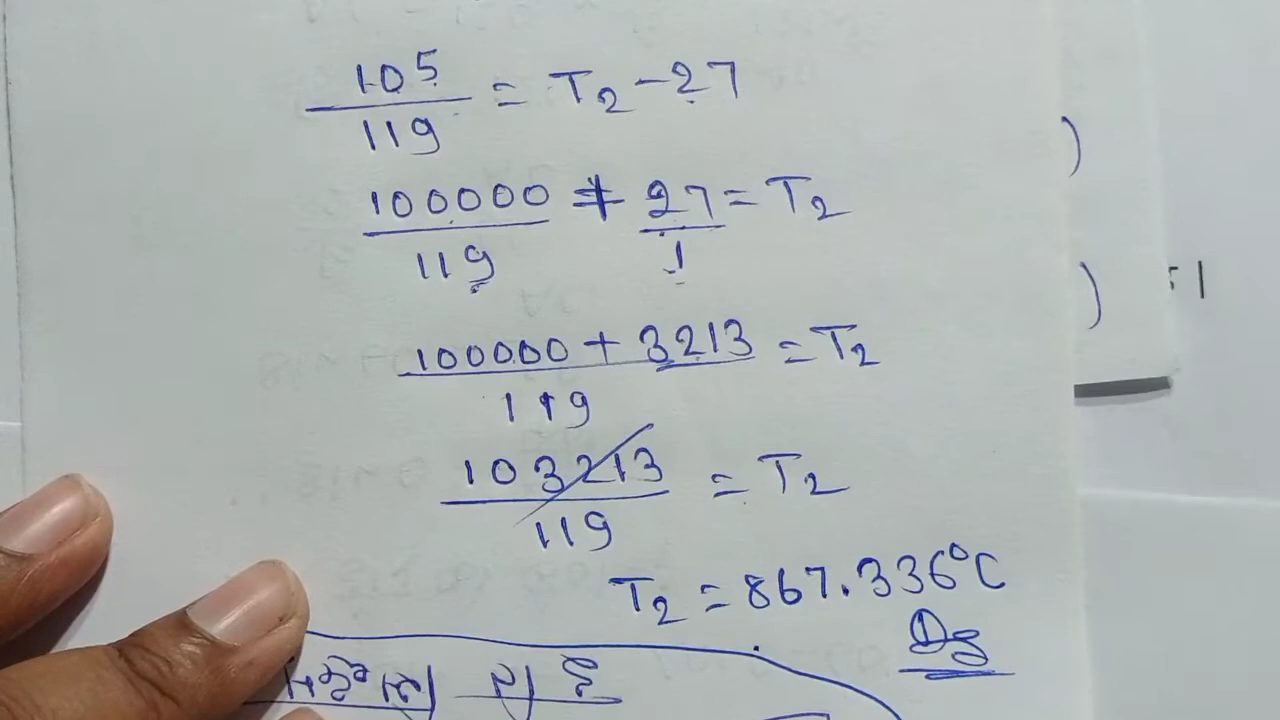 10⁵/119 = T₂ - 27
100000/119 + 27/1 = T₂
(100000 + 3213)/119 = T₂
103213/119 = T₂
T₂ = 867.336°C
)
)
= 1